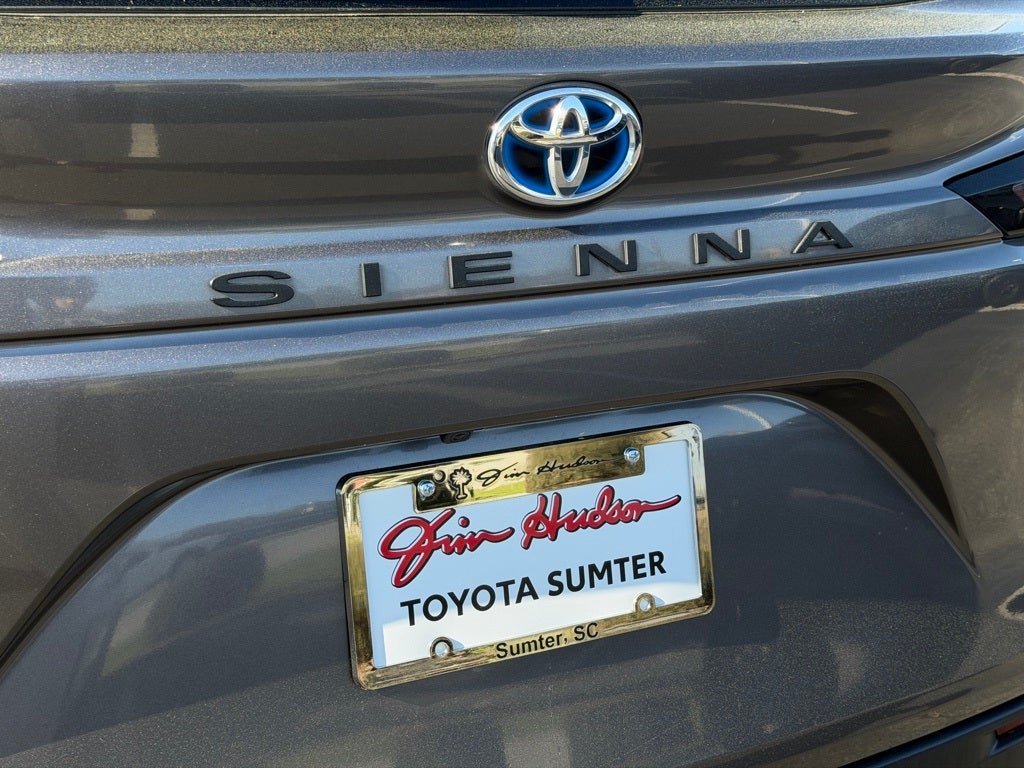 SIENNA
Jim Hudson
Jim Hudson
TOYOTA SUMTER
Sumter, SC